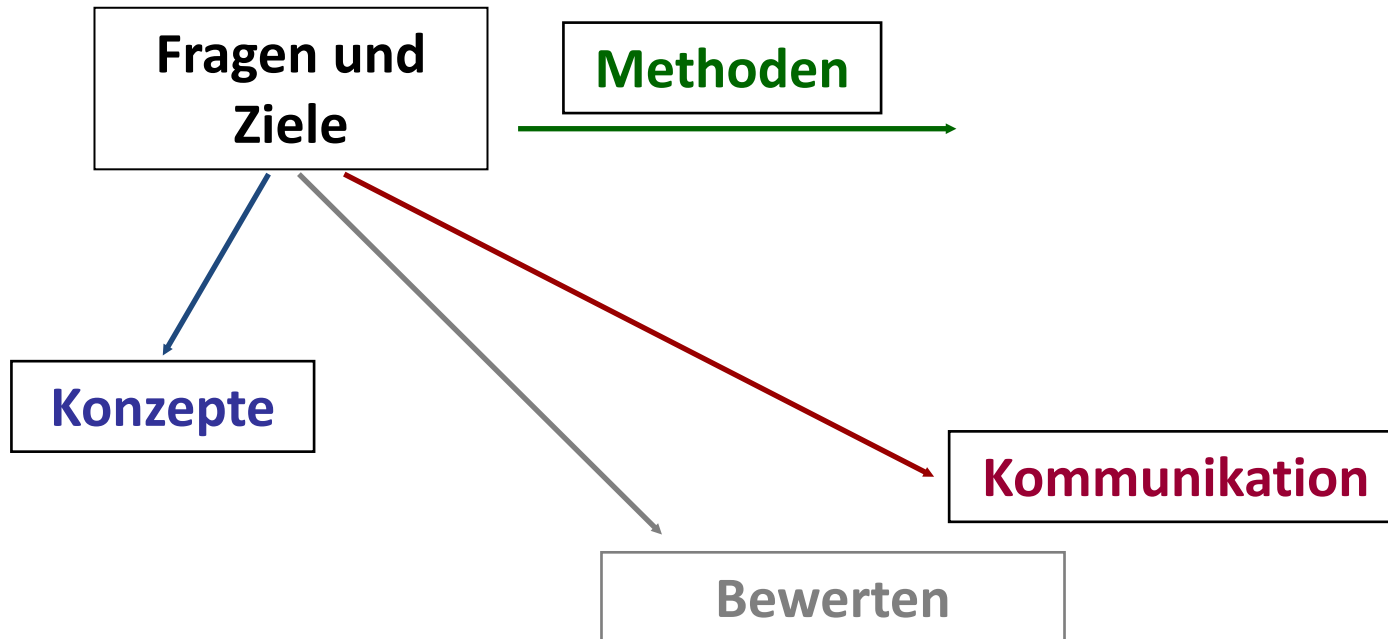 Fragen und
Ziele
Methoden
Konzepte
Kommunikation
Bewerten